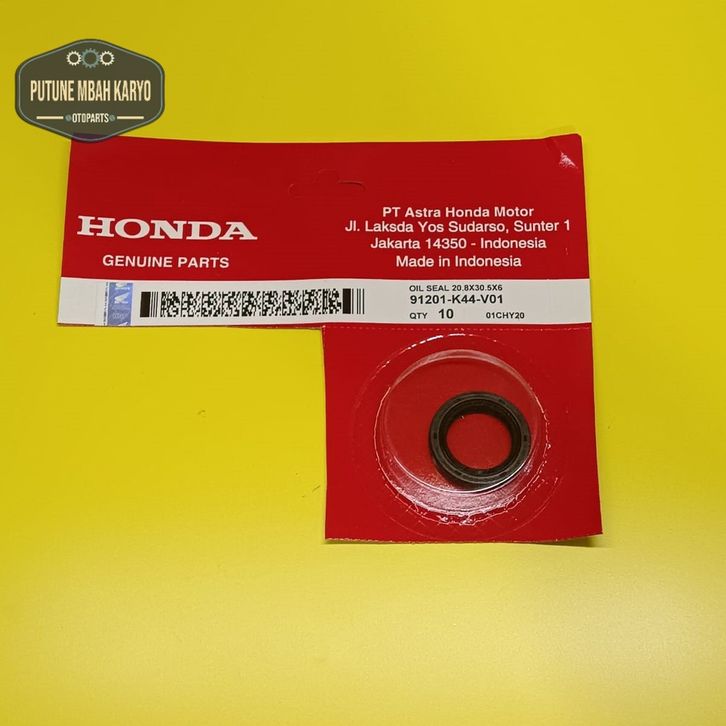 PUTUNE MBAH KARYO
OTOPARTS
HONDA
GENUINE PARTS
PT Astra Honda Motor
Jl. Laksda Yos Sudarso, Sunter 1
Jakarta 14350 - Indonesia
Made in Indonesia
OIL SEAL 20.8X30.5X6
91201-K44-V01
QTY 10 01CHY20